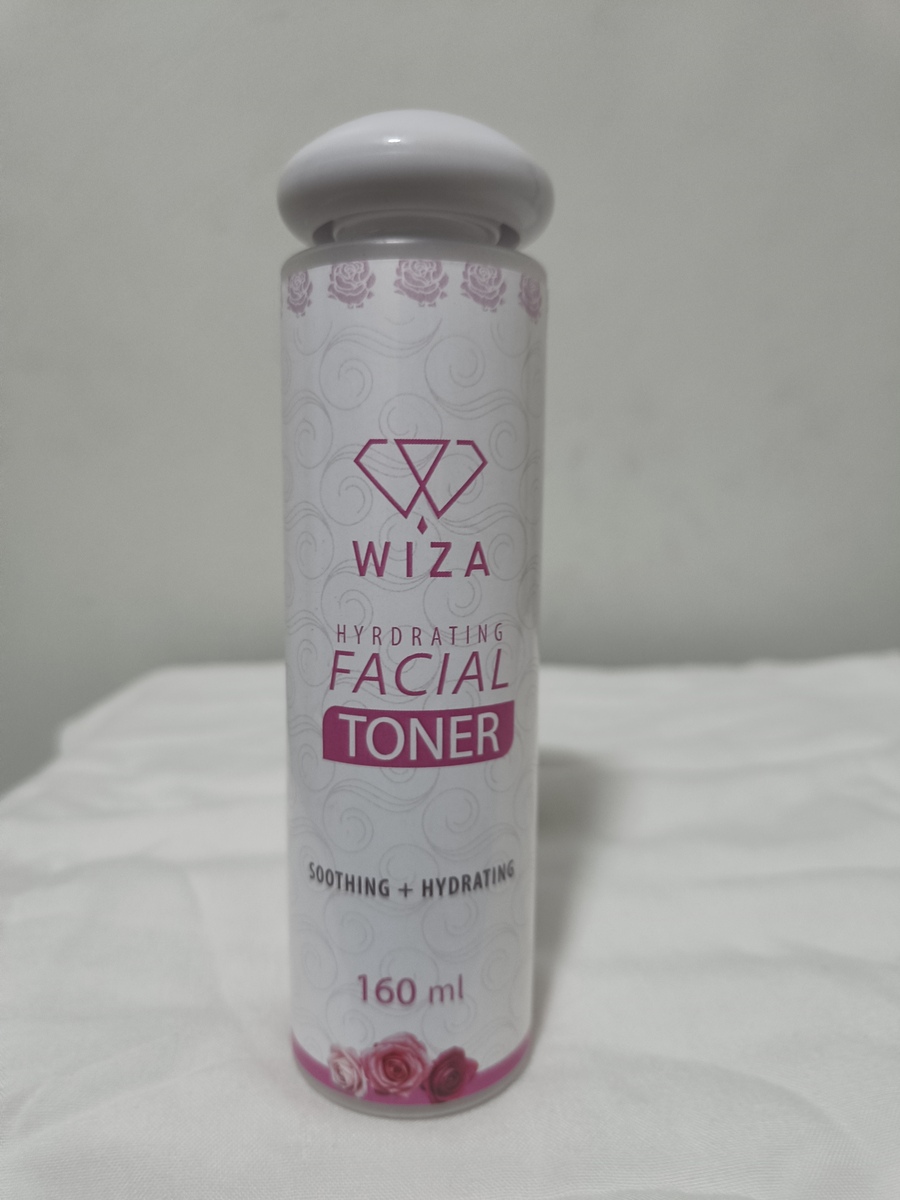 WIZA
HYRDRATING
FACIAL
TONER
SOOTHING + HYDRATING
160 ml